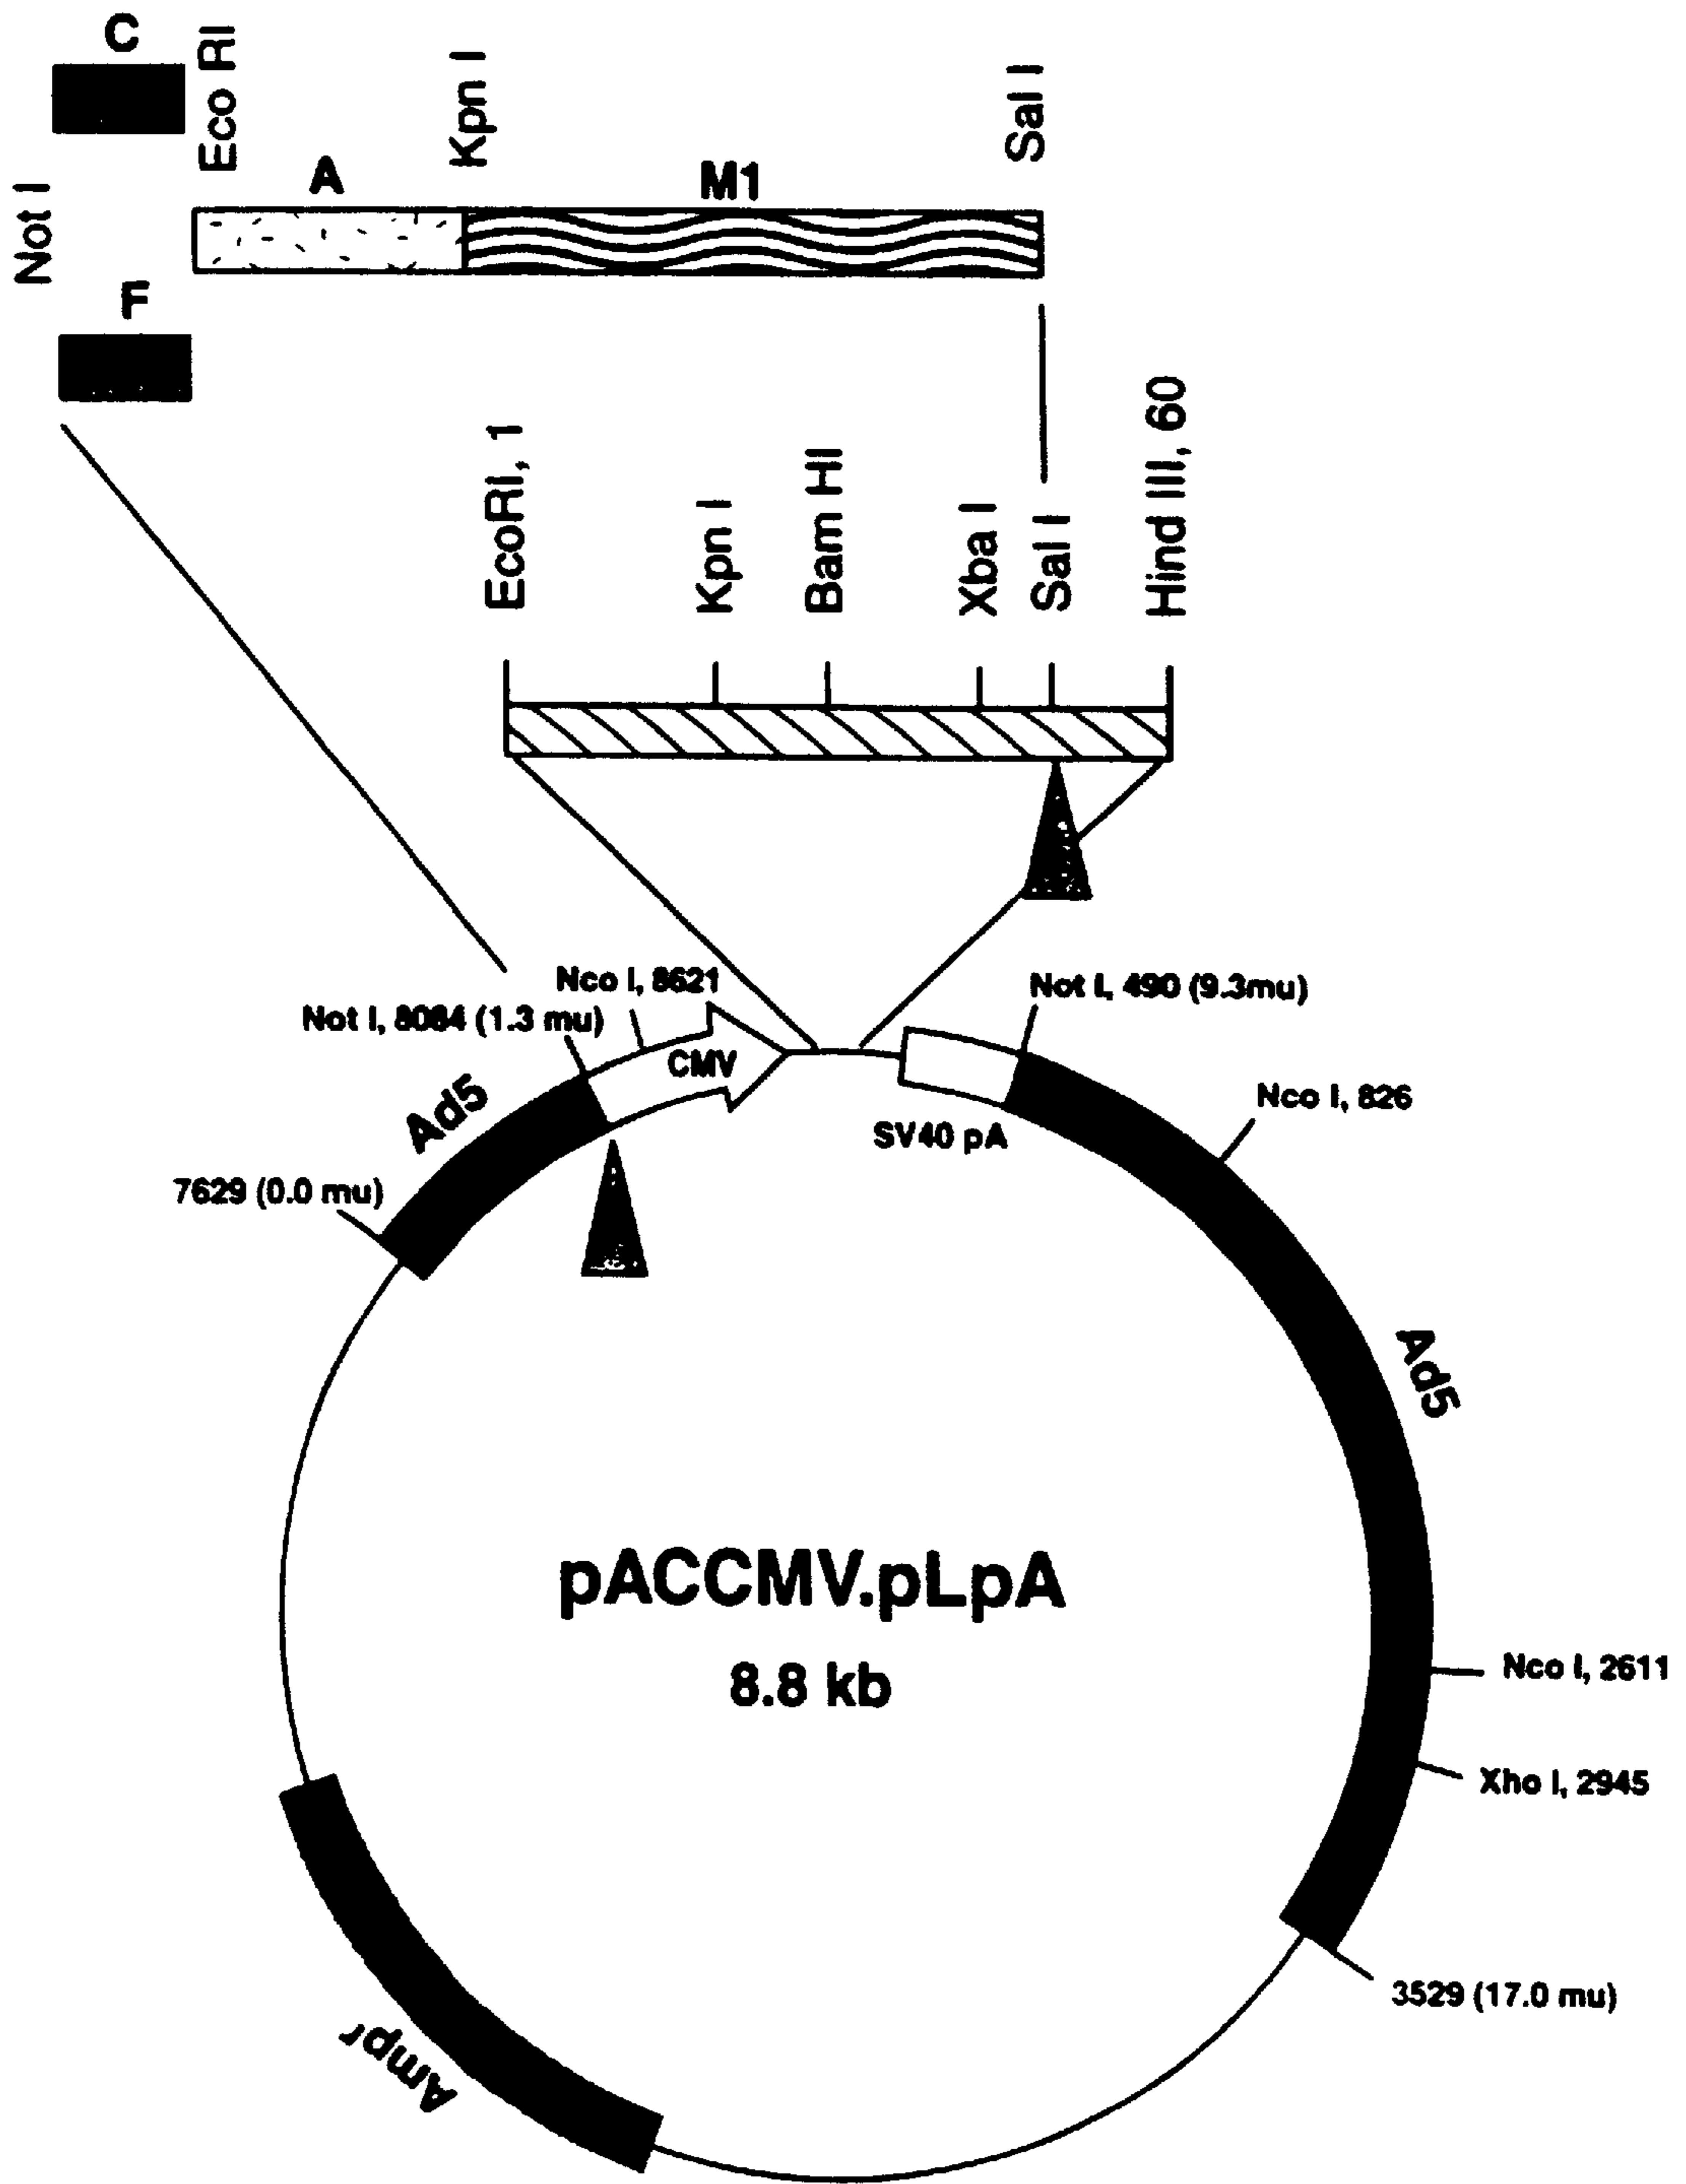 C
Eco RI
Kpn I
Sal I
Not I
A
M1
F
EcoRI, 1
Kpn I
Bam HI
Xba I
Sal I
Hind III, 60
Nco I, 8621
Not I, 8084 (1.3 mu)
Not I, 490 (9.3mu)
CMV
Ad5
Nco I, 826
SV40 pA
7629 (0.0 mu)
Ad5
pACCMV.pLpA
8.8 kb
Nco I, 2611
Xho I, 2945
3529 (17.0 mu)
Ampr